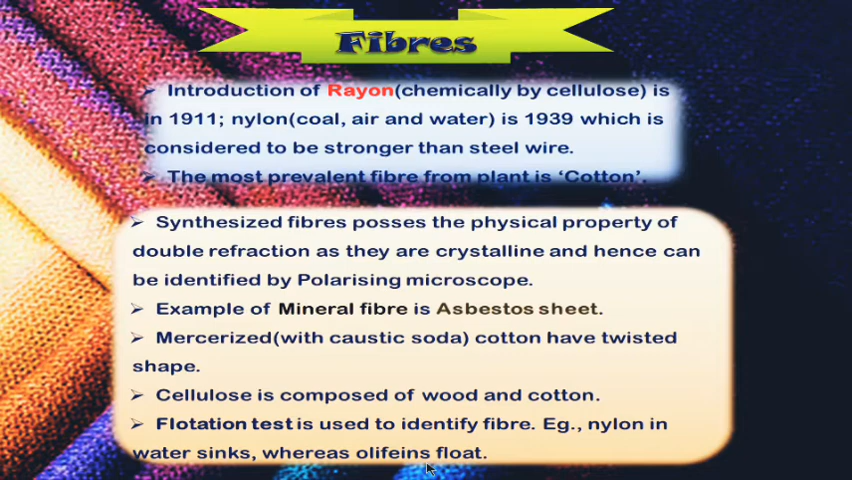 Fibres
➢ Introduction of Rayon(chemically by cellulose) is
in 1911; nylon(coal, air and water) is 1939 which is
considered to be stronger than steel wire.
➢ The most prevalent fibre from plant is ‘Cotton’.
➢ Synthesized fibres posses the physical property of
double refraction as they are crystalline and hence can
be identified by Polarising microscope.
➢ Example of Mineral fibre is Asbestos sheet.
➢ Mercerized(with caustic soda) cotton have twisted
shape.
➢ Cellulose is composed of wood and cotton.
➢ Flotation test is used to identify fibre. Eg., nylon in
water sinks, whereas olifeins float.